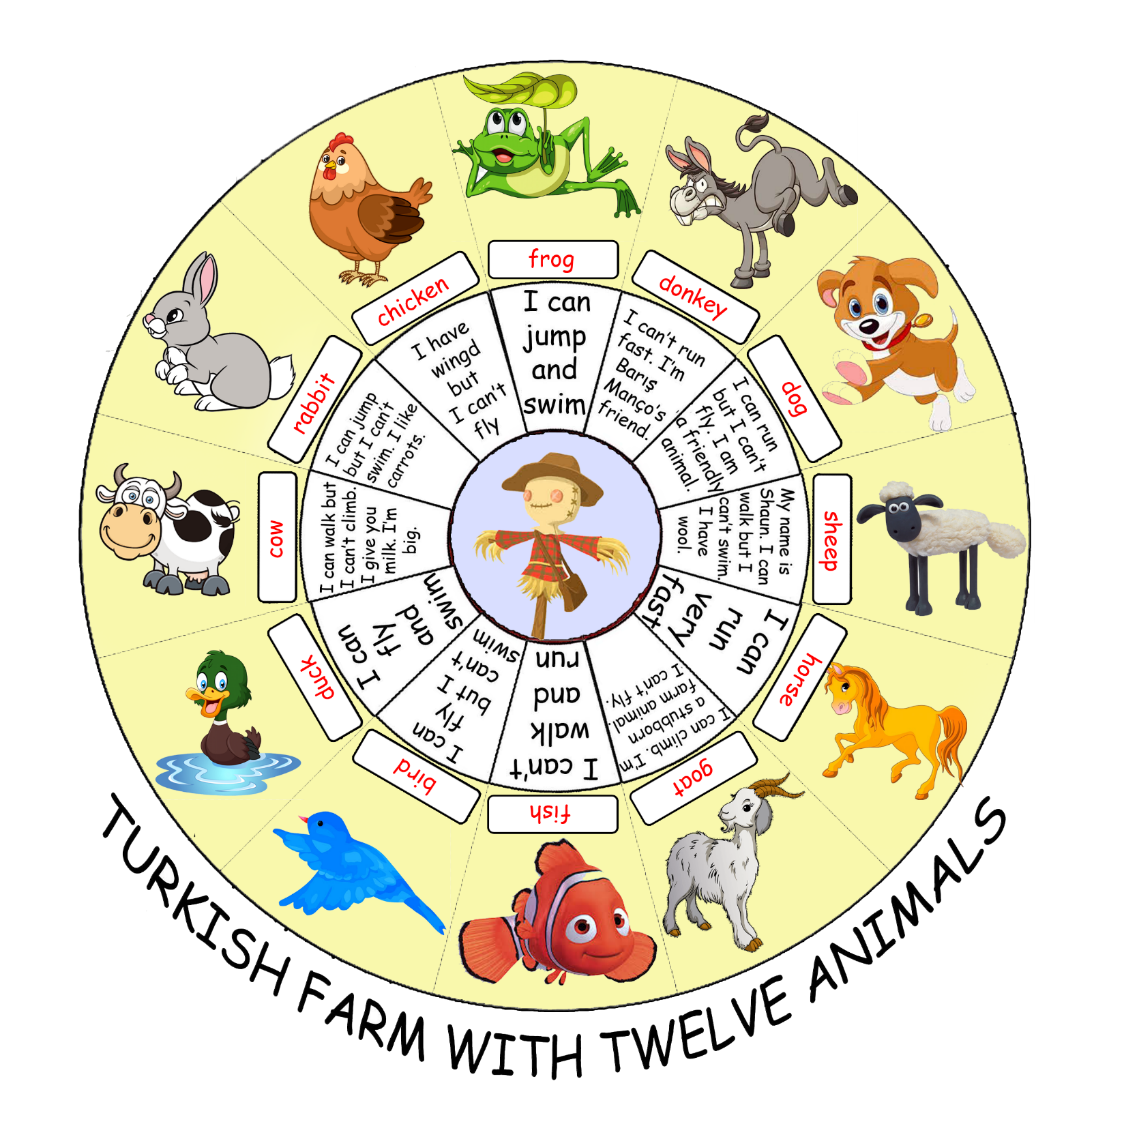 frog
I can
jump
and
swim
donkey
I can't run
fast. I'm
Barış
Manço's
friend.
dog
I can run
but I can't
fly. I am
a friendly
animal.
sheep
My name is
Shaun. I can
walk but I
can't swim.
I have
wool.
horse
I can
run
very
fast
goat
I can climb. I'm
a stubborn
farm animal.
I can't fly.
fish
I can't
walk
and
run
bird
I can
fly
but I
can't
swim
duck
I can
fly
and
swim
cow
I can walk but
I can't climb.
I give you
milk. I'm
big.
rabbit
I can jump
but I can't
swim. I like
carrots.
chicken
I have
wingd
but
I can't
fly
TURKISH FARM WITH TWELVE ANIMALS